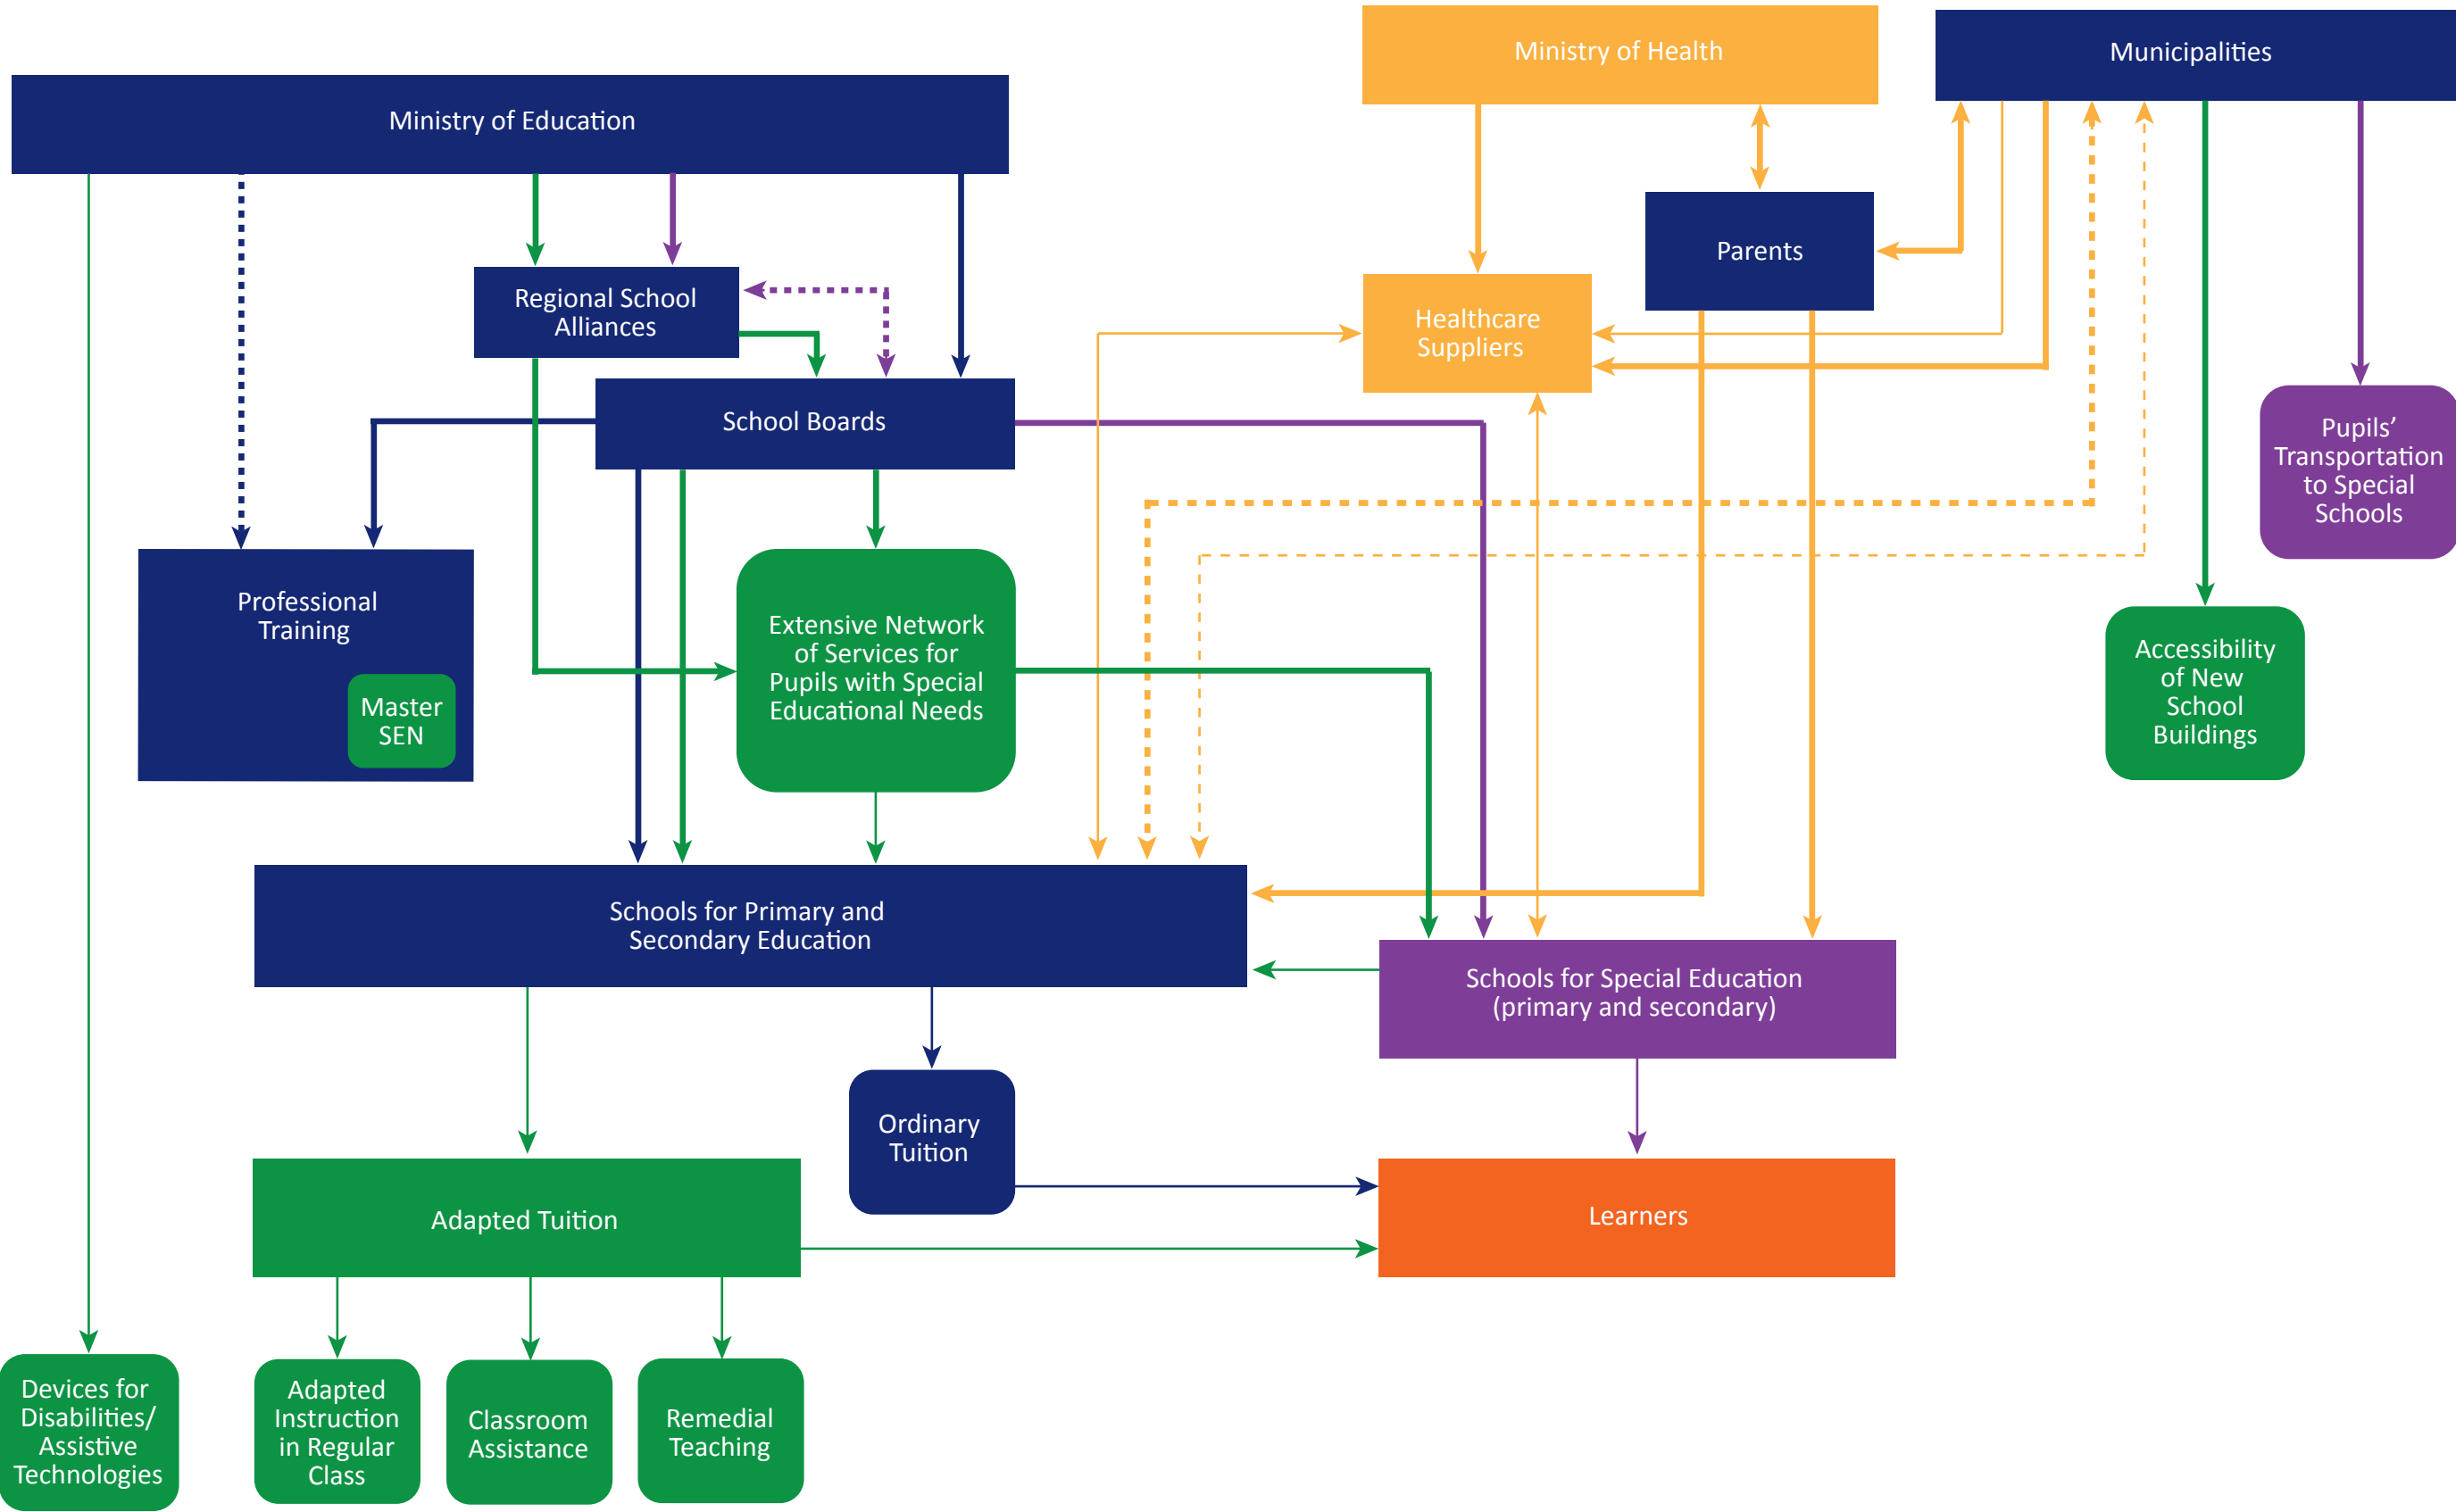 Ministry of Health
Municipalities
Ministry of Education
Parents
Regional School
Alliances
Healthcare
Suppliers
School Boards
Pupils’
Transportation
to Special
Schools
Professional
Training
Master
SEN
Extensive Network
of Services for
Pupils with Special
Educational Needs
Accessibility
of New
School
Buildings
Schools for Primary and
Secondary Education
Schools for Special Education
(primary and secondary)
Ordinary
Tuition
Adapted Tuition
Learners
Devices for
Disabilities/
Assistive
Technologies
Adapted
Instruction
in Regular
Class
Classroom
Assistance
Remedial
Teaching